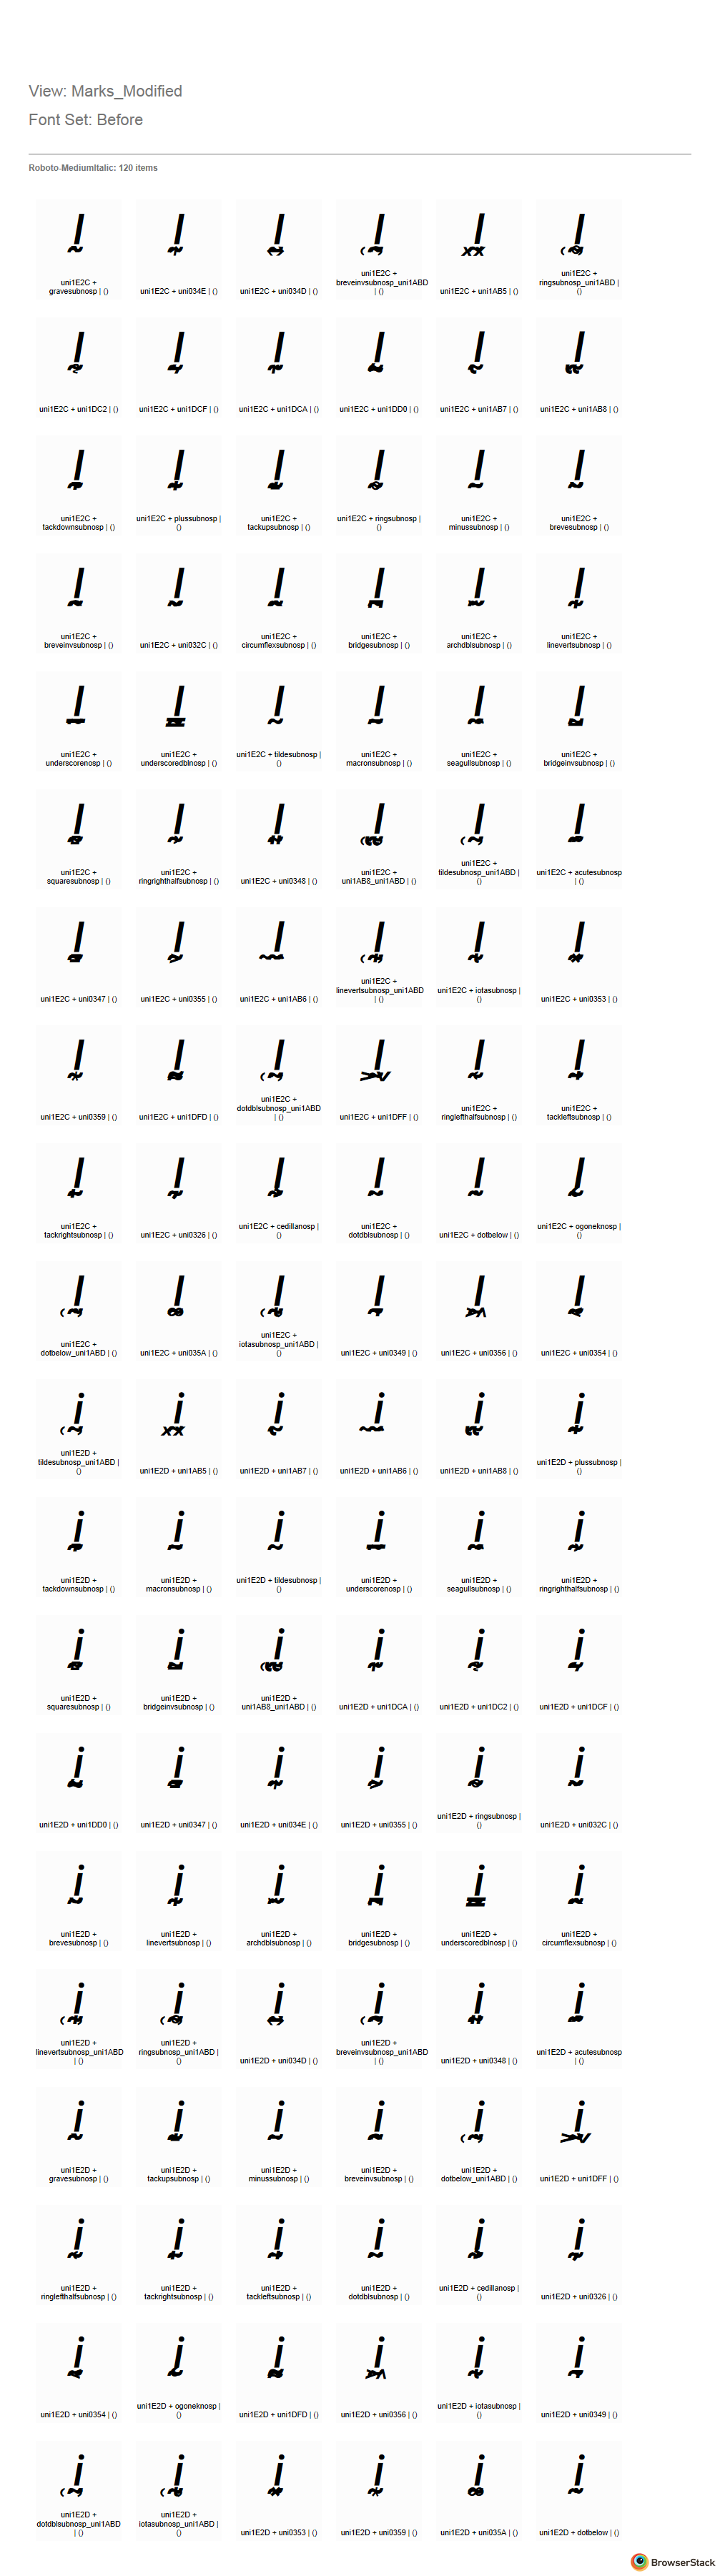 View: Marks_Modified
Font Set: Before
Roboto-MediumItalic: 120 items
uni1E2C +
gravesubnosp | ()
uni1E2C + uni034E | ()
uni1E2C + uni034D | ()
uni1E2C +
breveinvsubnosp_uni1ABD
| ()
uni1E2C + uni1AB5 | ()
uni1E2C +
ringsubnosp_uni1ABD |
()
uni1E2C + uni1DC2 | ()
uni1E2C + uni1DCF | ()
uni1E2C + uni1DCA | ()
uni1E2C + uni1DD0 | ()
uni1E2C + uni1AB7 | ()
uni1E2C + uni1AB8 | ()
uni1E2C +
tackdownsubnosp | ()
uni1E2C + plussubnosp |
()
uni1E2C +
tackupsubnosp | ()
uni1E2C + ringsubnosp |
()
uni1E2C +
minussubnosp | ()
uni1E2C +
brevesubnosp | ()
uni1E2C +
breveinvsubnosp | ()
uni1E2C + uni032C | ()
uni1E2C +
circumflexsubnosp | ()
uni1E2C +
bridgesubnosp | ()
uni1E2C +
archdblsubnosp | ()
uni1E2C +
linevertsubnosp | ()
uni1E2C +
underscorenosp | ()
uni1E2C +
underscoredblnosp | ()
uni1E2C + tildesubnosp |
()
uni1E2C +
macronsubnosp | ()
uni1E2C +
seagullsubnosp | ()
uni1E2C +
bridgeinvsubnosp | ()
uni1E2C +
squaresubnosp | ()
uni1E2C +
ringrighthalfsubnosp | ()
uni1E2C + uni0348 | ()
uni1E2C +
uni1AB8_uni1ABD | ()
uni1E2C +
tildesubnosp_uni1ABD |
()
uni1E2C + acutesubnosp
| ()
uni1E2C + uni0347 | ()
uni1E2C + uni0355 | ()
uni1E2C + uni1AB6 | ()
uni1E2C +
linevertsubnosp_uni1ABD
| ()
uni1E2C + iotasubnosp |
()
uni1E2C + uni0353 | ()
uni1E2C + uni0359 | ()
uni1E2C + uni1DFD | ()
uni1E2C +
dotdblsubnosp_uni1ABD
| ()
uni1E2C + uni1DFF | ()
uni1E2C +
ringlefthalfsubnosp | ()
uni1E2C +
tackleftsubnosp | ()
uni1E2C +
tackrightsubnosp | ()
uni1E2C + uni0326 | ()
uni1E2C + cedillanosp |
()
uni1E2C +
dotdblsubnosp | ()
uni1E2C + dotbelow | ()
uni1E2C + ogoneknosp |
()
uni1E2C +
dotbelow_uni1ABD | ()
uni1E2C + uni035A | ()
uni1E2C +
iotasubnosp_uni1ABD |
()
uni1E2C + uni0349 | ()
uni1E2C + uni0356 | ()
uni1E2C + uni0354 | ()
uni1E2D +
tildesubnosp_uni1ABD |
()
uni1E2D + uni1AB5 | ()
uni1E2D + uni1AB7 | ()
uni1E2D + uni1AB6 | ()
uni1E2D + uni1AB8 | ()
uni1E2D + plussubnosp |
()
uni1E2D +
tackdownsubnosp | ()
uni1E2D +
macronsubnosp | ()
uni1E2D + tildesubnosp |
()
uni1E2D +
underscorenosp | ()
uni1E2D +
seagullsubnosp | ()
uni1E2D +
ringrighthalfsubnosp | ()
uni1E2D +
squaresubnosp | ()
uni1E2D +
bridgeinvsubnosp | ()
uni1E2D +
uni1AB8_uni1ABD | ()
uni1E2D + uni1DCA | ()
uni1E2D + uni1DC2 | ()
uni1E2D + uni1DCF | ()
uni1E2D + uni1DD0 | ()
uni1E2D + uni0347 | ()
uni1E2D + uni034E | ()
uni1E2D + uni0355 | ()
uni1E2D + ringsubnosp |
()
uni1E2D + uni032C | ()
uni1E2D +
brevesubnosp | ()
uni1E2D +
linevertsubnosp | ()
uni1E2D +
archdblsubnosp | ()
uni1E2D +
bridgesubnosp | ()
uni1E2D +
underscoredblnosp | ()
uni1E2D +
circumflexsubnosp | ()
uni1E2D +
linevertsubnosp_uni1ABD
| ()
uni1E2D +
ringsubnosp_uni1ABD |
()
uni1E2D + uni034D | ()
uni1E2D +
breveinvsubnosp_uni1ABD
| ()
uni1E2D + uni0348 | ()
uni1E2D + acutesubnosp
| ()
uni1E2D +
gravesubnosp | ()
uni1E2D +
tackupsubnosp | ()
uni1E2D +
minussubnosp | ()
uni1E2D +
breveinvsubnosp | ()
uni1E2D +
dotbelow_uni1ABD | ()
uni1E2D + uni1DFF | ()
uni1E2D +
ringlefthalfsubnosp | ()
uni1E2D +
tackrightsubnosp | ()
uni1E2D +
tackleftsubnosp | ()
uni1E2D +
dotdblsubnosp | ()
uni1E2D + cedillanosp |
()
uni1E2D + uni0326 | ()
uni1E2D + uni0354 | ()
uni1E2D + ogoneknosp |
()
uni1E2D + uni1DFD | ()
uni1E2D + uni0356 | ()
uni1E2D + iotasubnosp |
()
uni1E2D + uni0349 | ()
uni1E2D +
dotdblsubnosp_uni1ABD
| ()
uni1E2D +
iotasubnosp_uni1ABD |
()
uni1E2D + uni0353 | ()
uni1E2D + uni0359 | ()
uni1E2D + uni035A | ()
uni1E2D + dotbelow | ()
BrowserStack